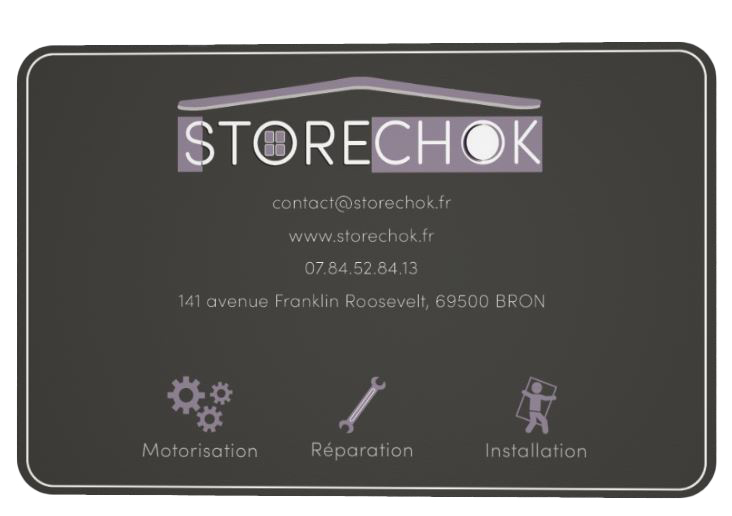 STORECHOK
contact@storechok.fr
www.storechok.fr
07.84.52.84.13
141 avenue Franklin Roosevelt, 69500 BRON
Motorisation Réparation Installation